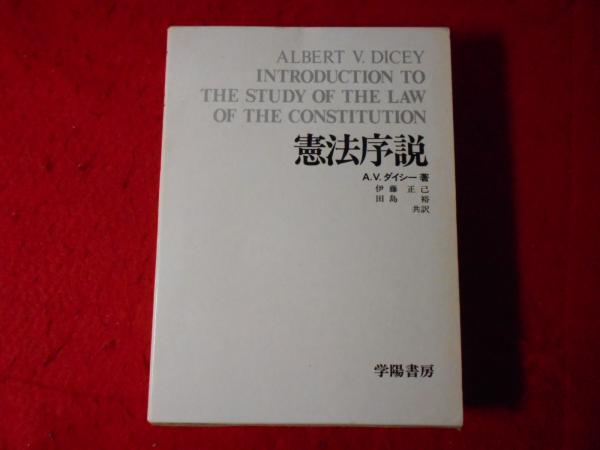 ALBERT V. DICEY
INTRODUCTION TO
THE STUDY OF THE LAW
OF THE CONSTITUTION
憲法序説
A.V.ダイシー 著
伊藤 正己
田島 裕
共訳
学陽書房